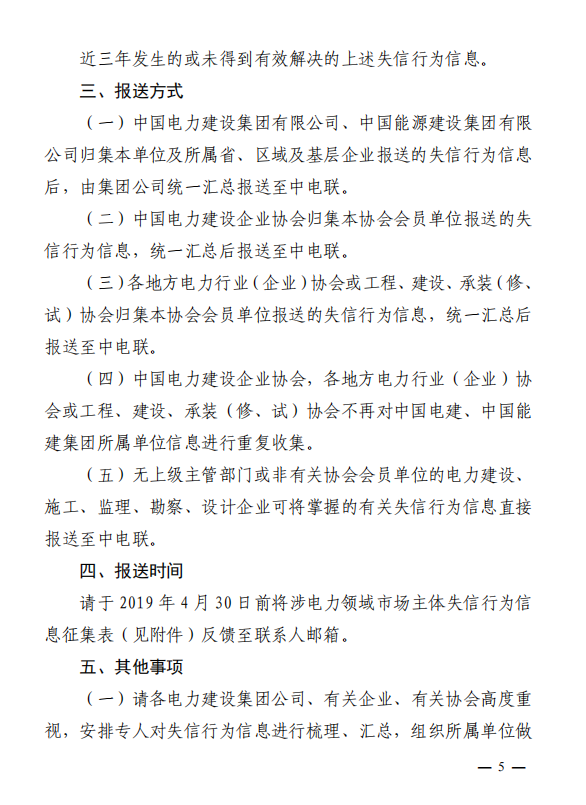 近三年发生的或未得到有效解决的上述失信行为信息。
三、报送方式
（一）中国电力建设集团有限公司、中国能源建设集团有限
公司归集本单位及所属省、区域及基层企业报送的失信行为信息
后，由集团公司统一汇总报送至中电联。
（二）中国电力建设企业协会归集本协会会员单位报送的失
信行为信息，统一汇总后报送至中电联。
（三）各地方电力行业（企业）协会或工程、建设、承装（修、
试）协会归集本协会会员单位报送的失信行为信息，统一汇总后
报送至中电联。
（四）中国电力建设企业协会，各地方电力行业（企业）协
会或工程、建设、承装（修、试）协会不再对中国电建、中国能
建集团所属单位信息进行重复收集。
（五）无上级主管部门或非有关协会会员单位的电力建设、
施工、监理、勘察、设计企业可将掌握的有关失信行为信息直接
报送至中电联。
四、报送时间
请于 2019 年 4 月 30 日前将涉电力领域市场主体失信行为信
息征集表（见附件）反馈至联系人邮箱。
五、其他事项
（一）请各电力建设集团公司、有关企业、有关协会高度重
视，安排专人对失信行为信息进行梳理、汇总，组织所属单位做
— 5 —